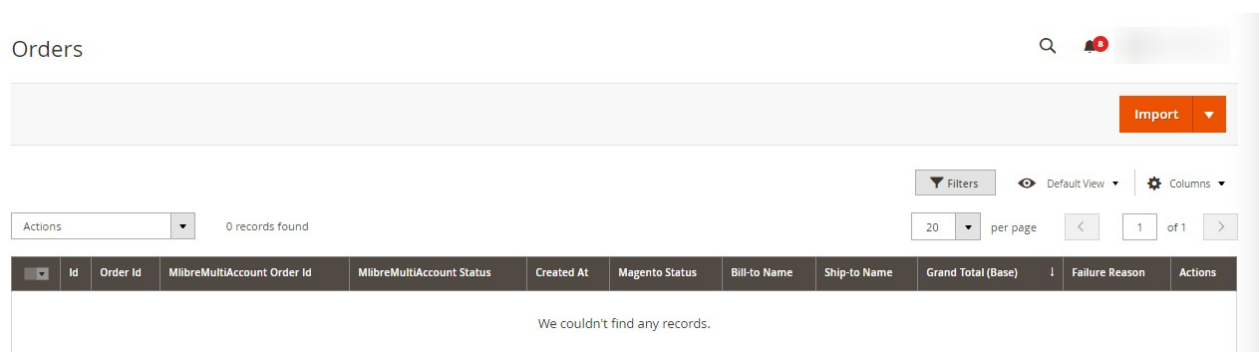 Orders
8
Import
Filters Default View Columns
Actions 0 records found 20 per page 1 of 1
Id Order Id MlibreMultiAccount Order Id MlibreMultiAccount Status Created At Magento Status Bill-to Name Ship-to Name Grand Total (Base) ↓ Failure Reason Actions
We couldn't find any records.